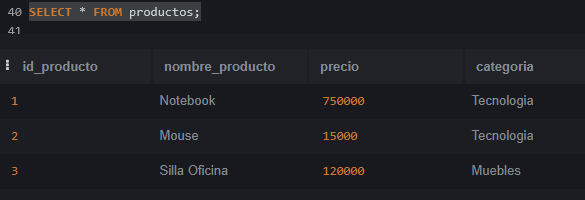 40 SELECT * FROM productos;
41
id_producto nombre_producto precio categoria
1 Notebook 750000 Tecnologia
2 Mouse 15000 Tecnologia
3 Silla Oficina 120000 Muebles